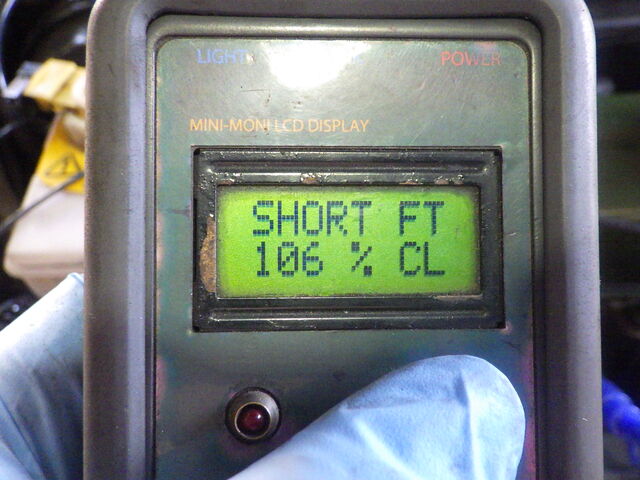 LIGHT
POWER
MINI-MONI LCD DISPLAY
SHORT FT
106 % CL